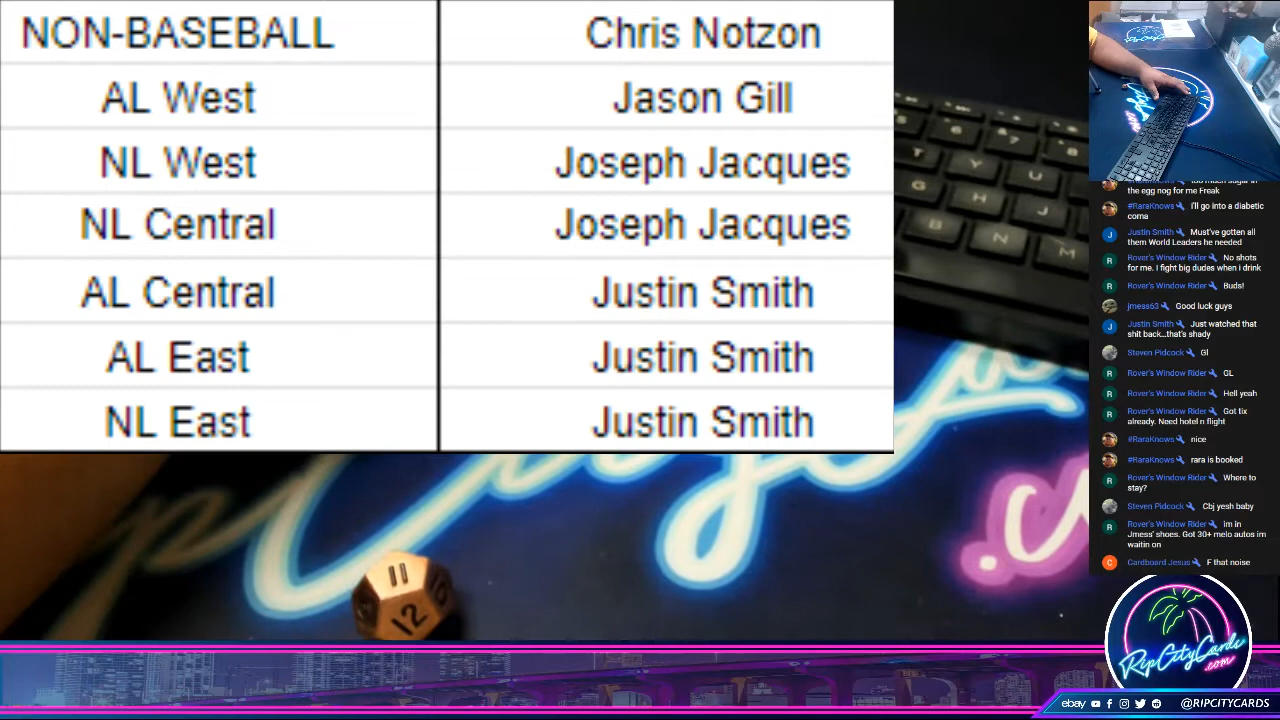 NON-BASEBALL Chris Notzon
AL West Jason Gill
NL West Joseph Jacques
NL Central Joseph Jacques
AL Central Justin Smith
AL East Justin Smith
NL East Justin Smith
6
7
8
T
Y
U
G
H
J
B
N
M
11
12
the egg nog for me Freak
#RaraKnows I'll go into a diabetic
coma
Justin Smith Must've gotten all
them World Leaders he needed
Rover's Window Rider No shots
for me. I fight big dudes when i drink
Rover's Window Rider Buds!
jmess63 Good luck guys
Justin Smith Just watched that
shit back...that's shady
Steven Pidcock Gl
Rover's Window Rider GL
Rover's Window Rider Hell yeah
Rover's Window Rider Got tix
already. Need hotel n flight
#RaraKnows nice
#RaraKnows rara is booked
Rover's Window Rider Where to
stay?
Steven Pidcock Cbj yesh baby
Rover's Window Rider im in
Jmess' shoes. Got 30+ melo autos im
waitin on
Cardboard Jesus F that noise
RipCityCards
.com
ebay @RIPCITYCARDS